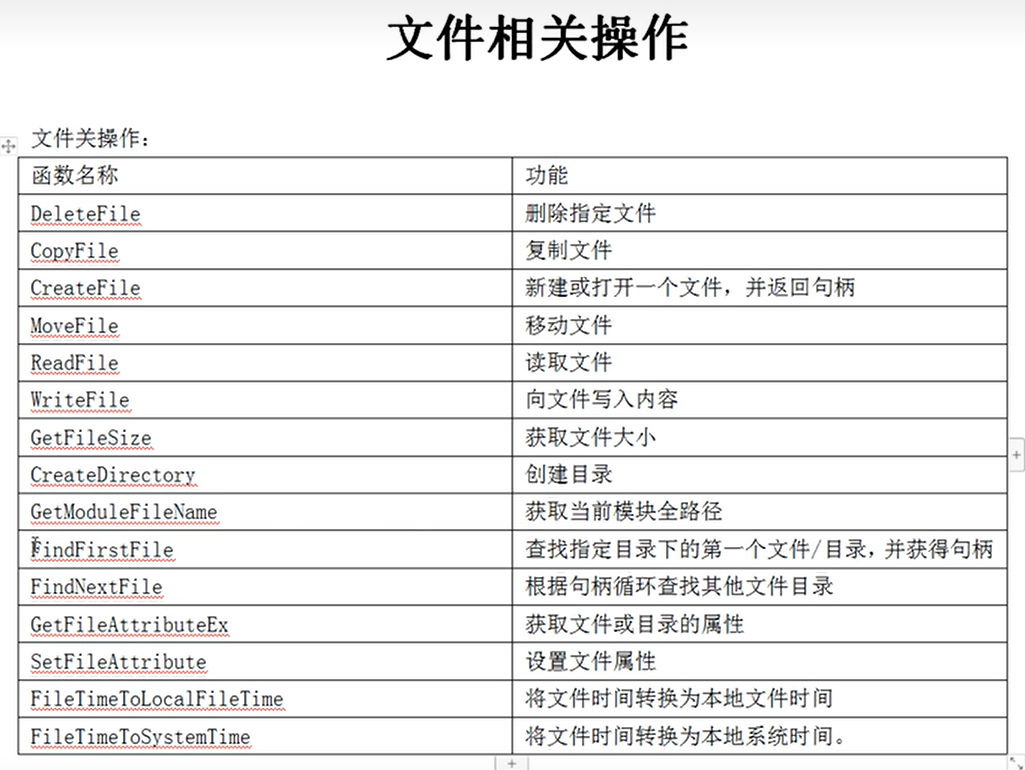 文件相关操作
文件关操作：
函数名称 功能
DeleteFile 删除指定文件
CopyFile 复制文件
CreateFile 新建或打开一个文件，并返回句柄
MoveFile 移动文件
ReadFile 读取文件
WriteFile 向文件写入内容
GetFileSize 获取文件大小
CreateDirectory 创建目录
GetModuleFileName 获取当前模块全路径
FindFirstFile 查找指定目录下的第一个文件/目录，并获得句柄
FindNextFile 根据句柄循环查找其他文件目录
GetFileAttributeEx 获取文件或目录的属性
SetFileAttribute 设置文件属性
FileTimeToLocalFileTime 将文件时间转换为本地文件时间
FileTimeToSystemTime 将文件时间转换为本地系统时间。